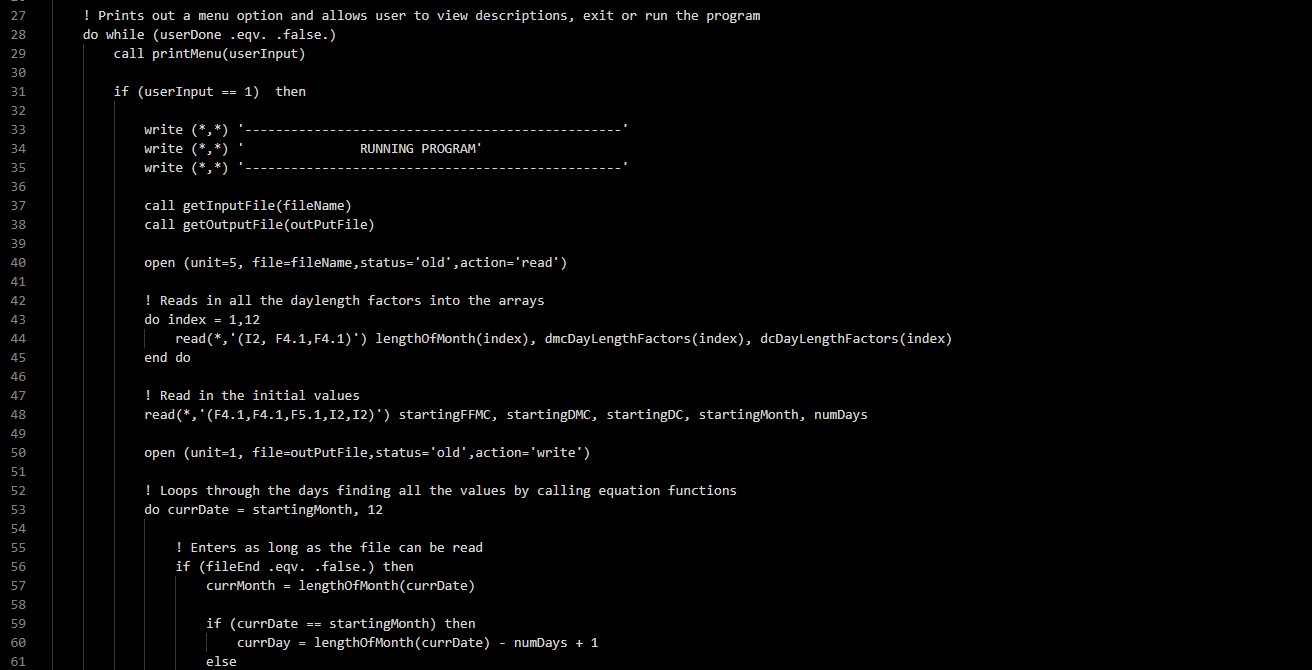 27 ! Prints out a menu option and allows user to view descriptions, exit or run the program
28 do while (userDone .eqv. .false.)
29 call printMenu(userInput)
30
31 if (userInput == 1)  then
32
33 write (*,*) '-------------------------------------------------'
34 write (*,*) '               RUNNING PROGRAM'
35 write (*,*) '-------------------------------------------------'
36
37 call getInputFile(fileName)
38 call getOutputFile(outPutFile)
39
40 open (unit=5, file=fileName,status='old',action='read')
41
42 ! Reads in all the daylength factors into the arrays
43 do index = 1,12
44 read(*,'(I2, F4.1,F4.1)') lengthOfMonth(index), dmcDayLengthFactors(index), dcDayLengthFactors(index)
45 end do
46
47 ! Read in the initial values
48 read(*,'(F4.1,F4.1,F5.1,I2,I2)') startingFFMC, startingDMC, startingDC, startingMonth, numDays
49
50 open (unit=1, file=outPutFile,status='old',action='write')
51
52 ! Loops through the days finding all the values by calling equation functions
53 do currDate = startingMonth, 12
54
55 ! Enters as long as the file can be read
56 if (fileEnd .eqv. .false.) then
57 currMonth = lengthOfMonth(currDate)
58
59 if (currDate == startingMonth) then
60 currDay = lengthOfMonth(currDate) - numDays + 1
61 else